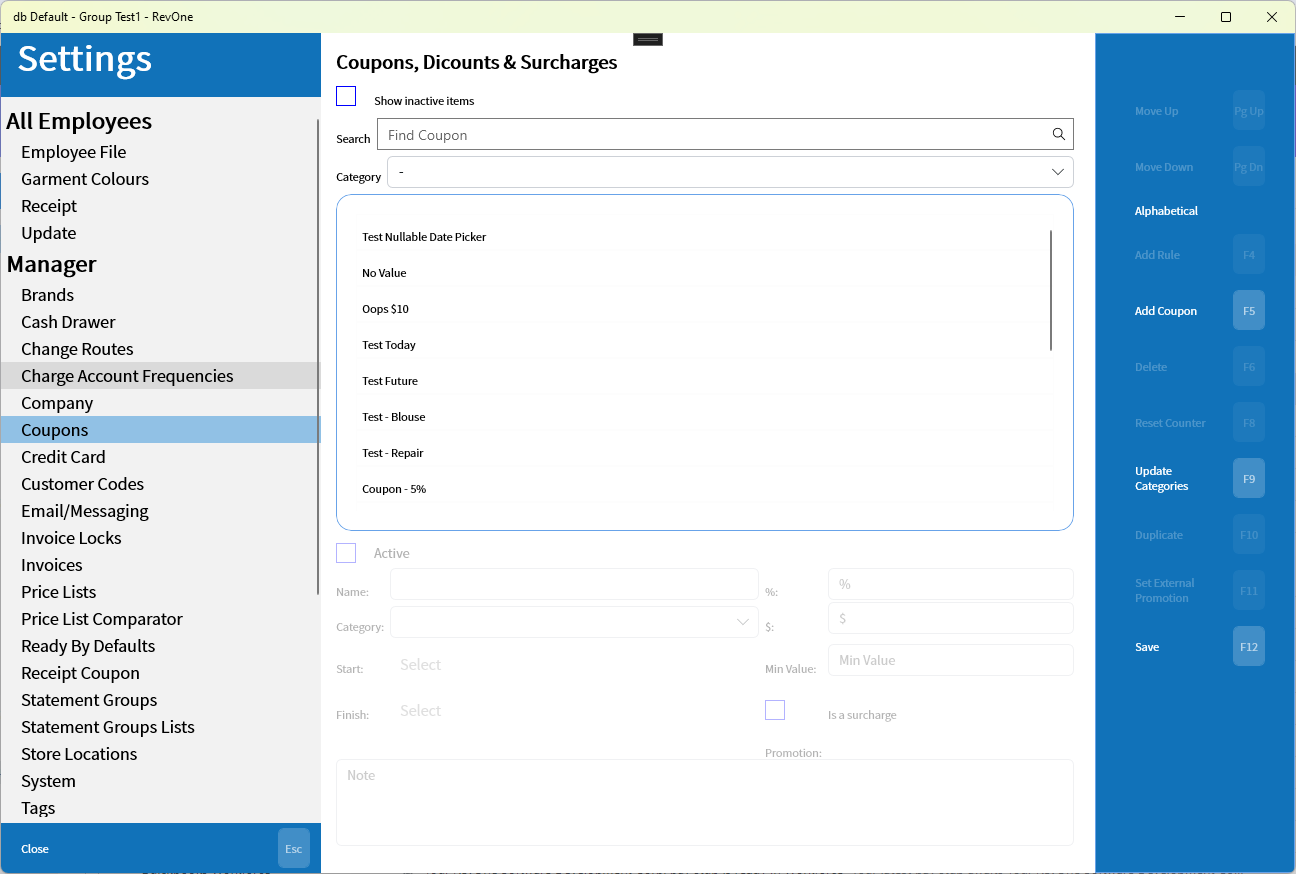 db Default - Group Test1 - RevOne
Settings
All Employees
Employee File
Garment Colours
Receipt
Update
Manager
Brands
Cash Drawer
Change Routes
Charge Account Frequencies
Company
Coupons
Credit Card
Customer Codes
Email/Messaging
Invoice Locks
Invoices
Price Lists
Price List Comparator
Ready By Defaults
Receipt Coupon
Statement Groups
Statement Groups Lists
Store Locations
System
Tags
Close Esc
Coupons, Dicounts & Surcharges
Show inactive items
Search Find Coupon
Category -
Test Nullable Date Picker
No Value
Oops $10
Test Today
Test Future
Test - Blouse
Test - Repair
Coupon - 5%
Active
Name: %: %
Category: $: $
Start: Select Min Value: Min Value
Finish: Select Is a surcharge
Promotion:
Note
Move Up Pg Up
Move Down Pg Dn
Alphabetical
Add Rule F4
Add Coupon F5
Delete F6
Reset Counter F8
Update
Categories F9
Duplicate F10
Set External
Promotion F11
Save F12